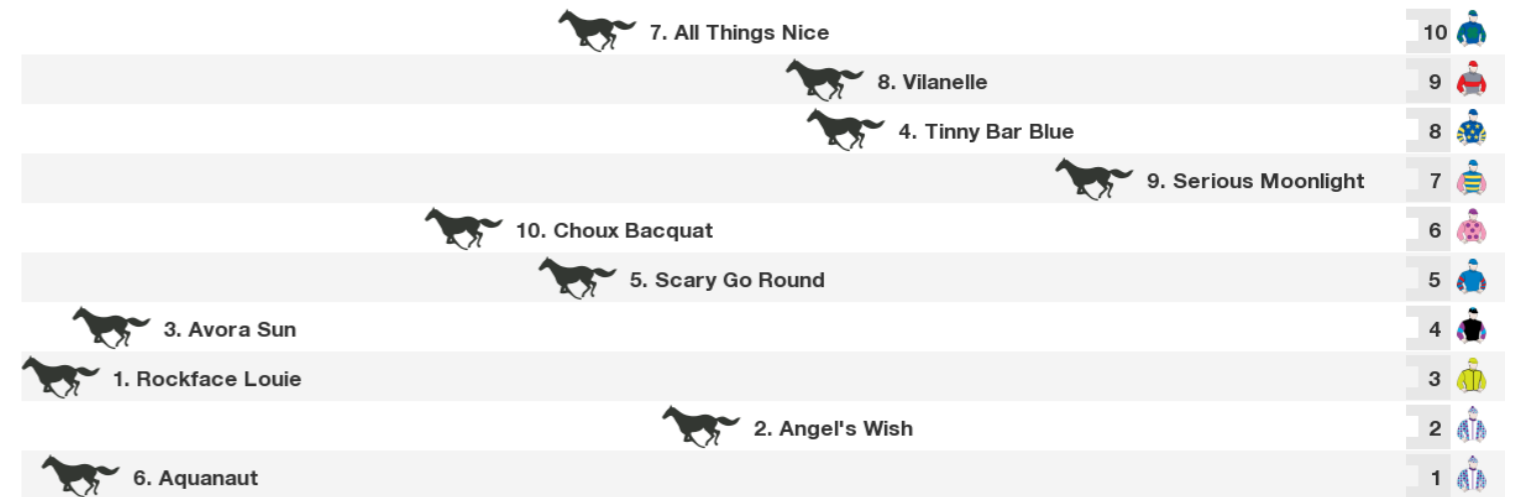 7. All Things Nice 10
8. Vilanelle 9
4. Tinny Bar Blue 8
9. Serious Moonlight 7
10. Choux Bacquat 6
5. Scary Go Round 5
3. Avora Sun 4
1. Rockface Louie 3
2. Angel's Wish 2
6. Aquanaut 1